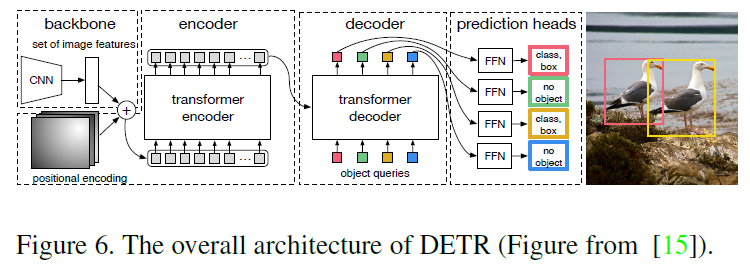 backbone
set of image features
CNN
+
positional encoding
encoder
...
transformer
encoder
...
decoder
transformer
decoder
object queries
prediction heads
FFN
class,
box
FFN
no
object
FFN
class,
box
FFN
no
object
Figure 6. The overall architecture of DETR (Figure from [15]).